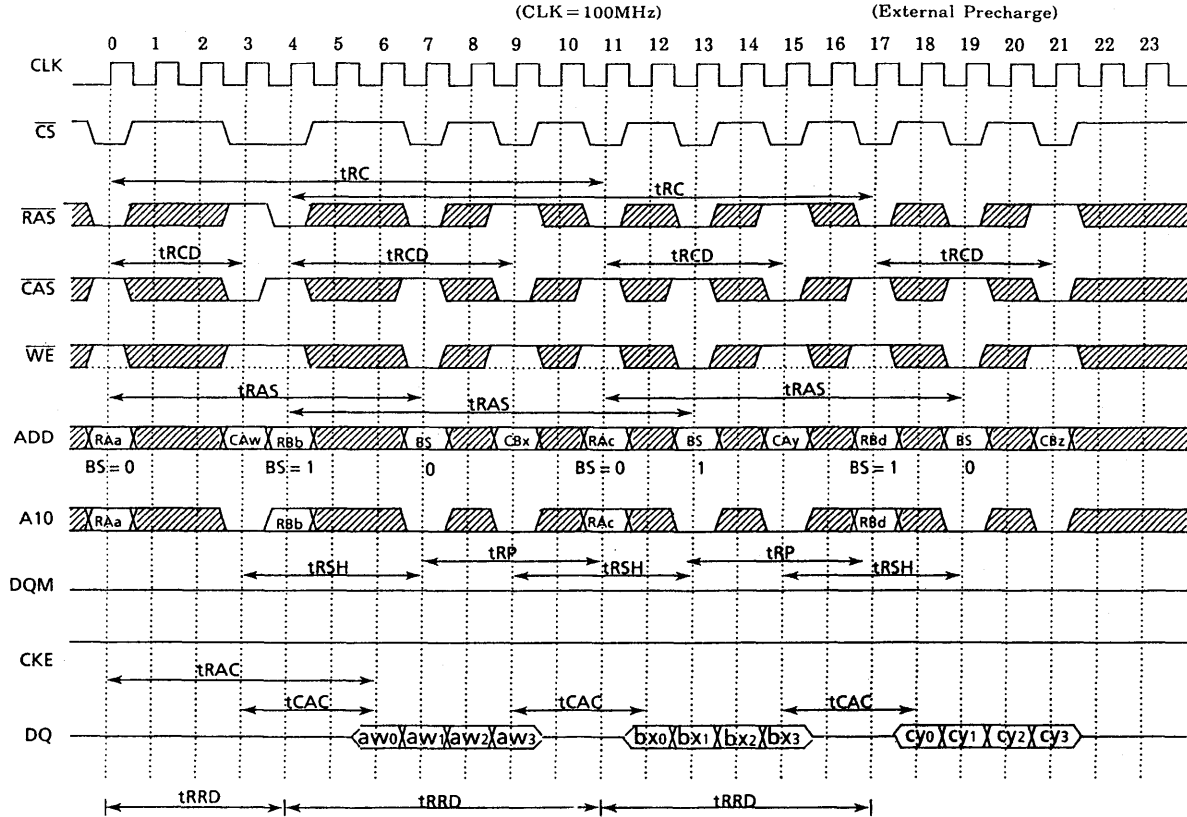 (CLK=100MHz) (External Precharge)
0 1 2 3 4 5 6 7 8 9 10 11 12 13 14 15 16 17 18 19 20 21 22 23
CLK
CS
tRC
tRC
RAS
tRCD tRCD tRCD tRCD
CAS
WE
tRAS tRAS
tRAS
ADD RAa CAw RBb BS CBx RAc BS CAy RBd BS CBz
BS=0 BS=1 0 BS=0 1 BS=1 0
A10 RAa RBb RAc RBd
tRP tRP
tRSH tRSH tRSH
DQM
CKE
tRAC
tCAC tCAC tCAC
DQ aw0 aw1 aw2 aw3 bx0 bx1 bx2 bx3 cy0 cy1 cy2 cy3
tRRD tRRD tRRD